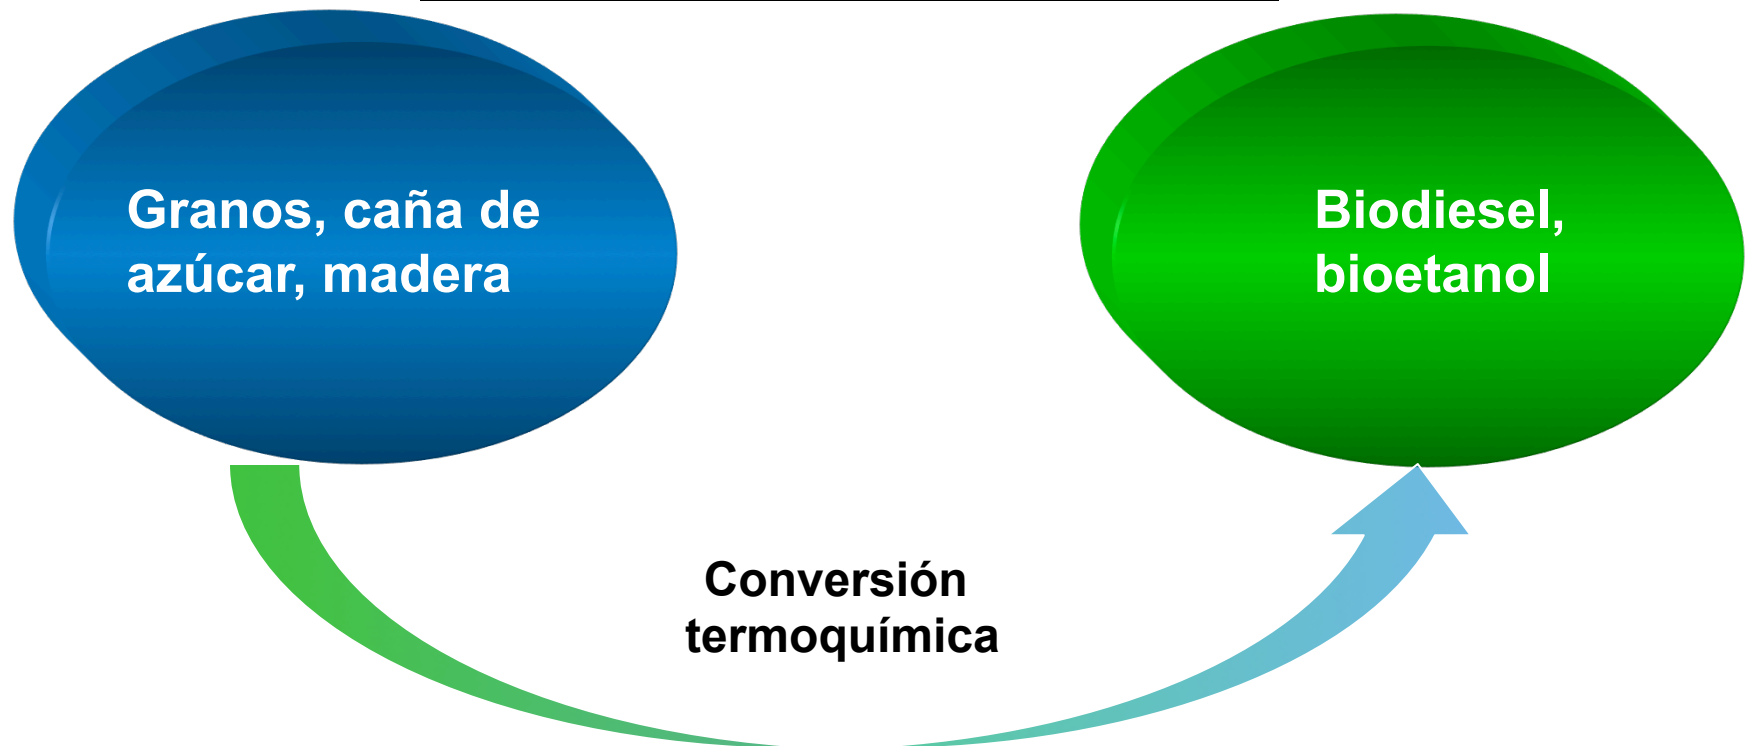 Granos, caña de
azúcar, madera
Biodiesel,
bioetanol
Conversión
termoquímica